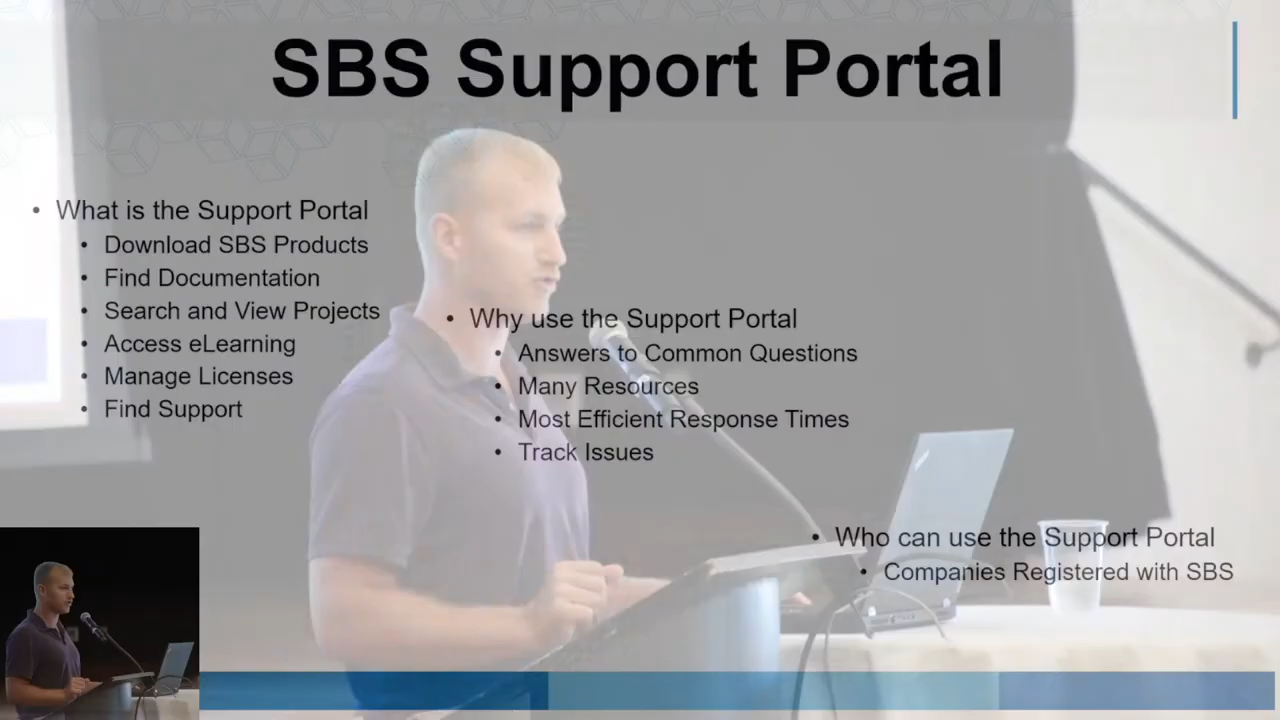 SBS Support Portal
• What is the Support Portal
• Download SBS Products
• Find Documentation
• Search and View Projects
• Access eLearning
• Manage Licenses
• Find Support
• Why use the Support Portal
• Answers to Common Questions
• Many Resources
• Most Efficient Response Times
• Track Issues
• Who can use the Support Portal
• Companies Registered with SBS